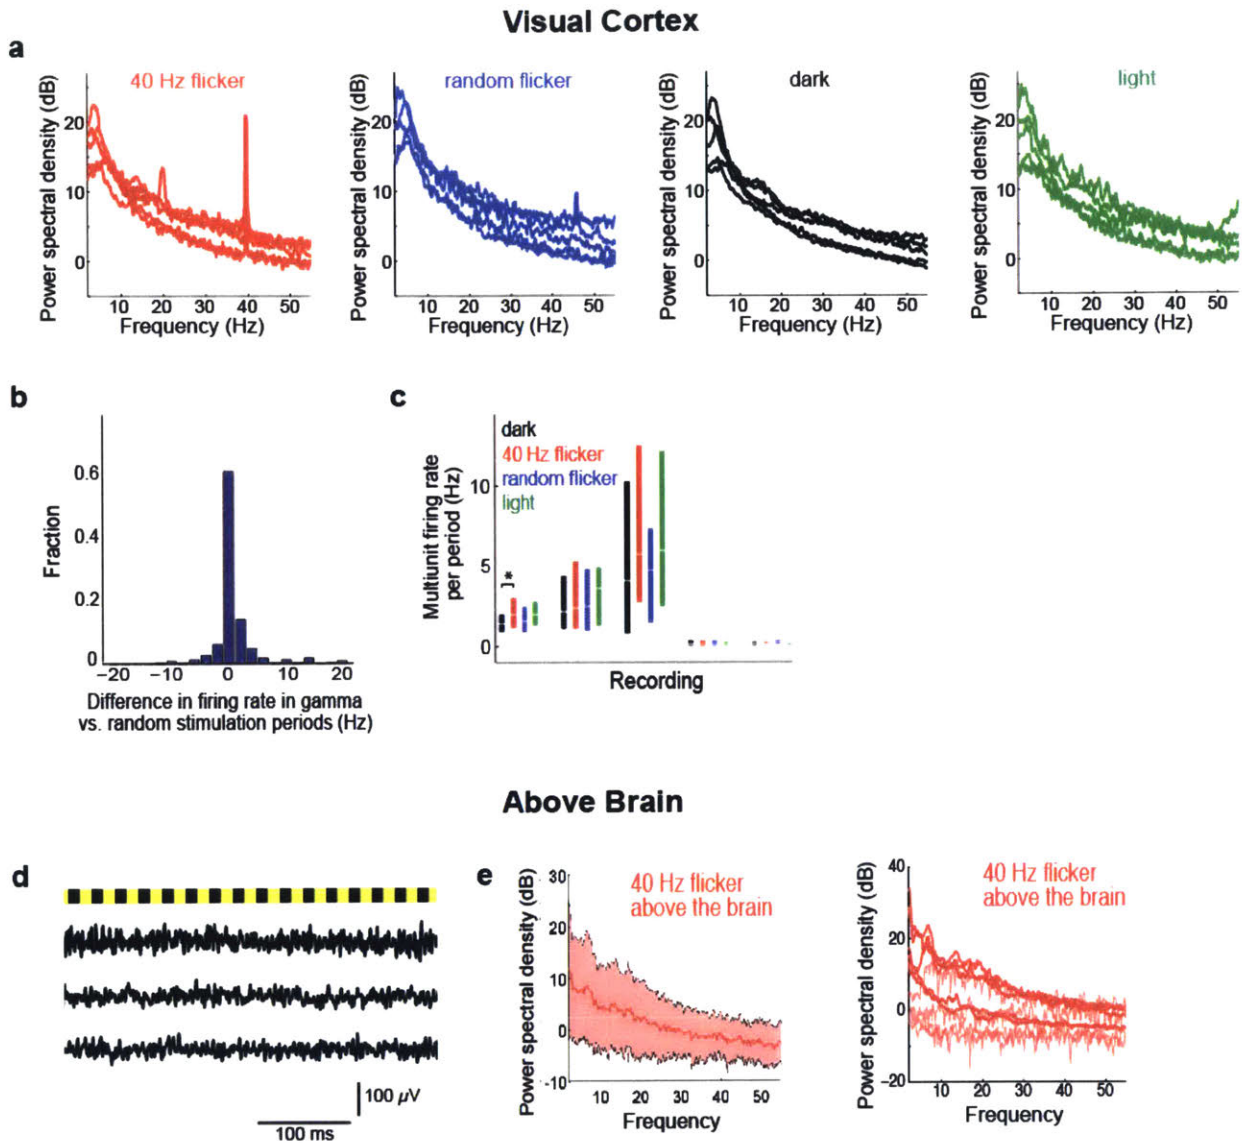 Visual Cortex
a
40 Hz flicker
random flicker
dark
light
Power spectral density (dB)
20
10
0
10 20 30 40 50
Frequency (Hz)
Power spectral density (dB)
20
10
0
10 20 30 40 50
Frequency (Hz)
Power spectral density (dB)
20
10
0
10 20 30 40 50
Frequency (Hz)
Power spectral density (dB)
20
10
0
10 20 30 40 50
Frequency (Hz)
b
Fraction
0.6
0.4
0.2
0
−20 −10 0 10 20
Difference in firing rate in gamma
vs. random stimulation periods (Hz)
c
Multiunit firing rate
per period (Hz)
10
5
0
dark
40 Hz flicker
random flicker
light
*
Recording
Above Brain
d
100 µV
100 ms
e
Power spectral density (dB)
30
20
10
0
-10
40 Hz flicker
above the brain
10 20 30 40 50
Frequency
Power spectral density (dB)
40
20
0
−20
40 Hz flicker
above the brain
10 20 30 40 50
Frequency